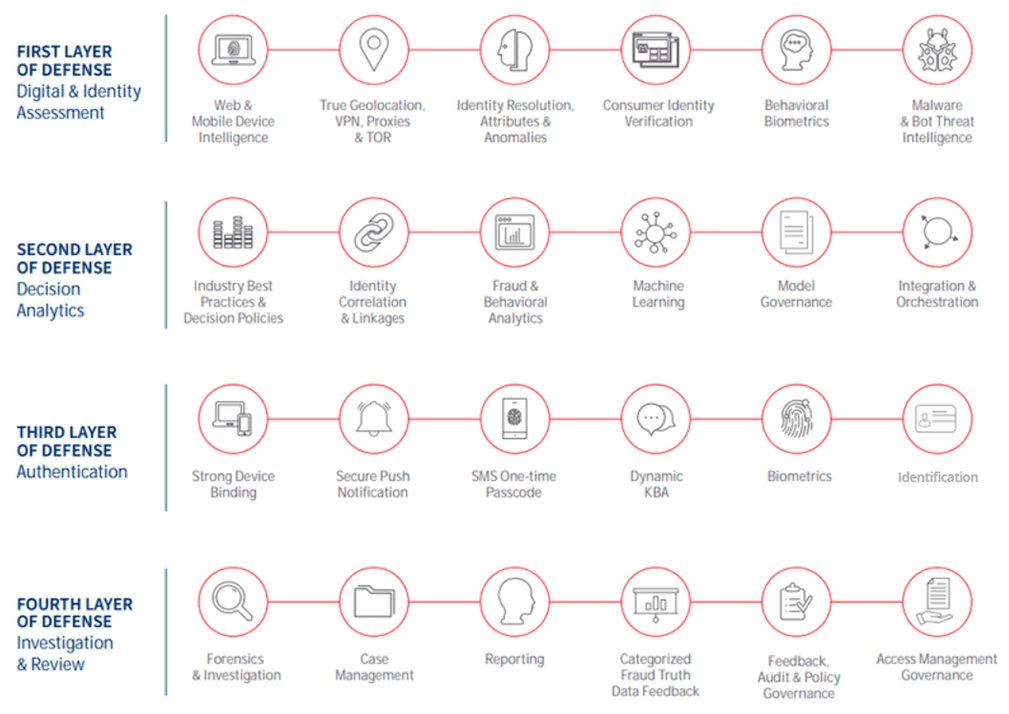 FIRST LAYER
OF DEFENSE
Digital & Identity
Assessment
Web &
Mobile Device
Intelligence
True Geolocation,
VPN, Proxies
& TOR
Identity Resolution,
Attributes &
Anomalies
Consumer Identity
Verification
Behavioral
Biometrics
Malware
& Bot Threat
Intelligence
SECOND LAYER
OF DEFENSE
Decision
Analytics
Industry Best
Practices &
Decision Policies
Identity
Correlation
& Linkages
Fraud &
Behavioral
Analytics
Machine
Learning
Model
Governance
Integration &
Orchestration
THIRD LAYER
OF DEFENSE
Authentication
Strong Device
Binding
Secure Push
Notification
SMS One-time
Passcode
Dynamic
KBA
Biometrics
Identification
FOURTH LAYER
OF DEFENSE
Investigation
& Review
Forensics
& Investigation
Case
Management
Reporting
Categorized
Fraud Truth
Data Feedback
Feedback,
Audit & Policy
Governance
Access Management
Governance